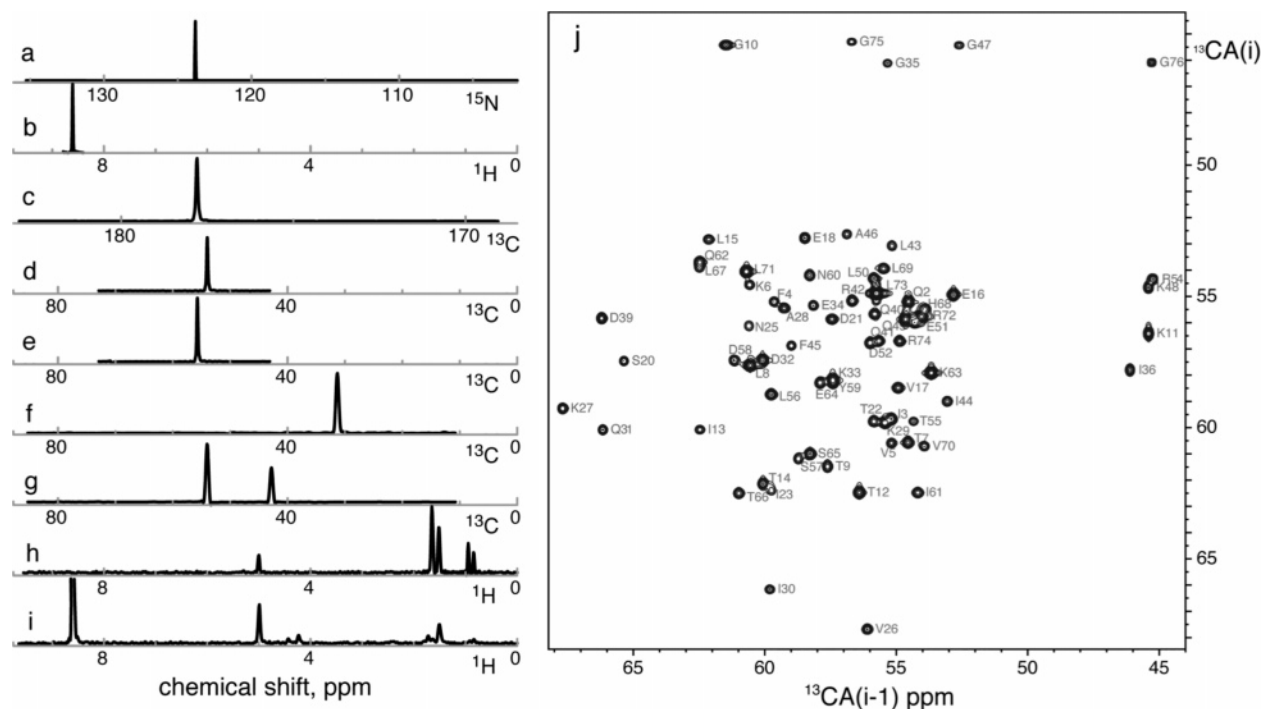 a
130 120 110 15N
b
8 4 1H 0
c
180 170
13C
d
80 40 0
13C
e
80 40 0
13C
f
80 40 0
13C
g
80 40 0
13C
h
8 4 0
1H
i
8 4 0
1H
chemical shift, ppm
j
G10 G75 G47 13CA(i)
G35 G76
50
L15 E18 A46 L43
Q62
L67 L71 N60 L50 L69 R54
K6 L73 K48
55
F4 R42 Q2 E16
A28 E34 Q40 H68
D39 D21 R72
N25 Q49 E51 K11
Q41
F45 D52 R74
S20 D58 D32
L8 K33 K63 I36
E64 Y59
L56 V17
K27 I44
T22 I3 T55
60
Q31 I13 K29
V5 T7 V70
S65
S57 T9
T14
T66 I23 T12 I61
65
I30
V26
65 60 55 50 45
13CA(i-1) ppm